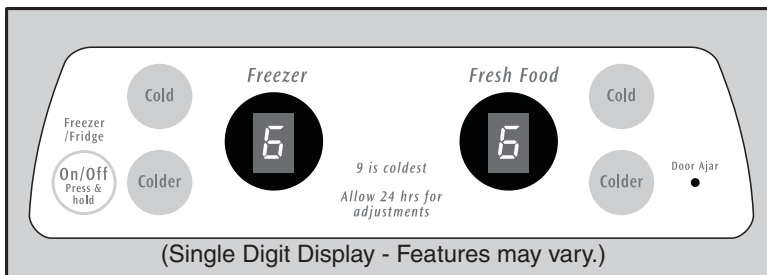 Freezer
Fresh Food
Cold
Cold
Freezer
/Fridge
6
6
On/Off
Press &
hold
Colder
9 is coldest
Allow 24 hrs for
adjustments
Colder
Door Ajar
(Single Digit Display - Features may vary.)